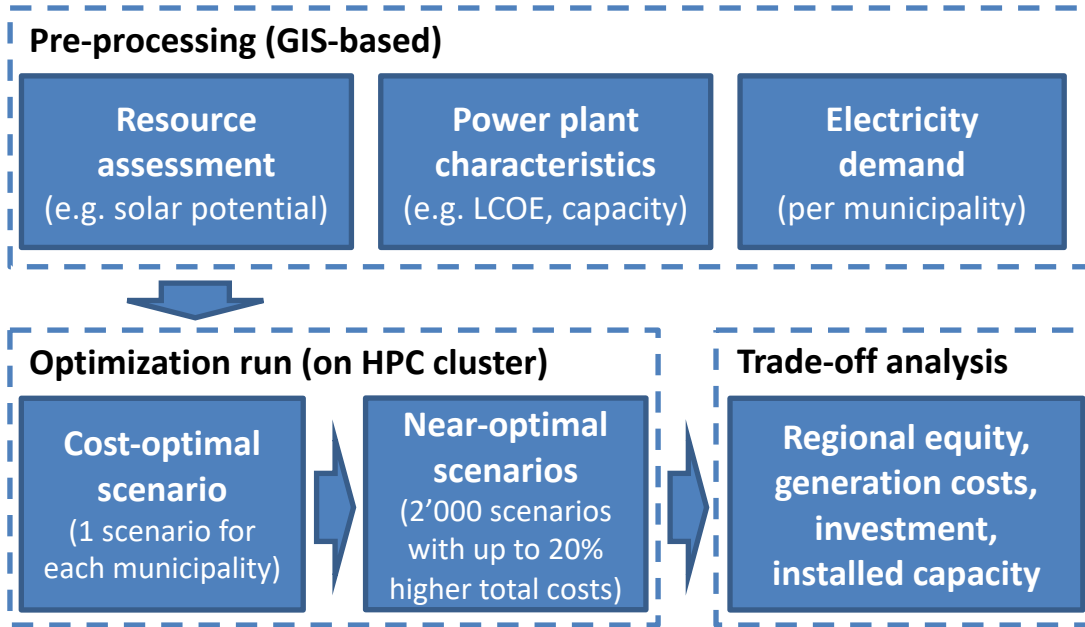 Pre-processing (GIS-based)
Resource
assessment
(e.g. solar potential)
Power plant
characteristics
(e.g. LCOE, capacity)
Electricity
demand
(per municipality)
Optimization run (on HPC cluster)
Cost-optimal
scenario
(1 scenario for
each municipality)
Near-optimal
scenarios
(2'000 scenarios
with up to 20%
higher total costs)
Trade-off analysis
Regional equity,
generation costs,
investment,
installed capacity